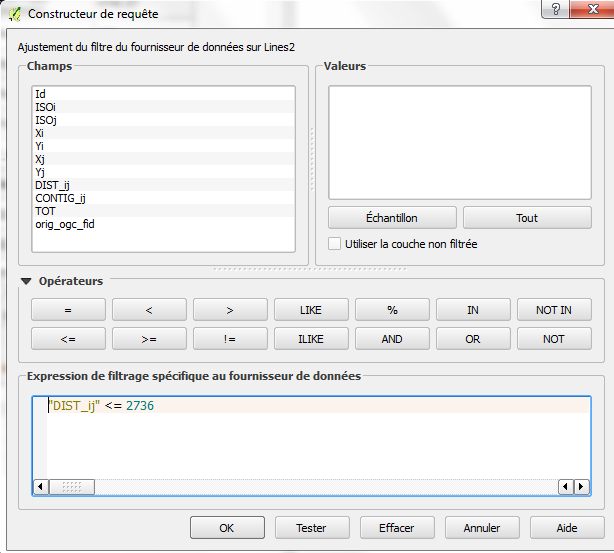 Constructeur de requête
Ajustement du filtre du fournisseur de données sur Lines2
Champs
Id
ISOi
ISOj
Xi
Yi
Xj
Yj
DIST_ij
CONTIG_ij
TOT
orig_ogc_fid
Valeurs
Échantillon Tout
Utiliser la couche non filtrée
Opérateurs
= < > LIKE % IN NOT IN
<= >= != ILIKE AND OR NOT
Expression de filtrage spécifique au fournisseur de données
"DIST_ij" <= 2736
OK Tester Effacer Annuler Aide